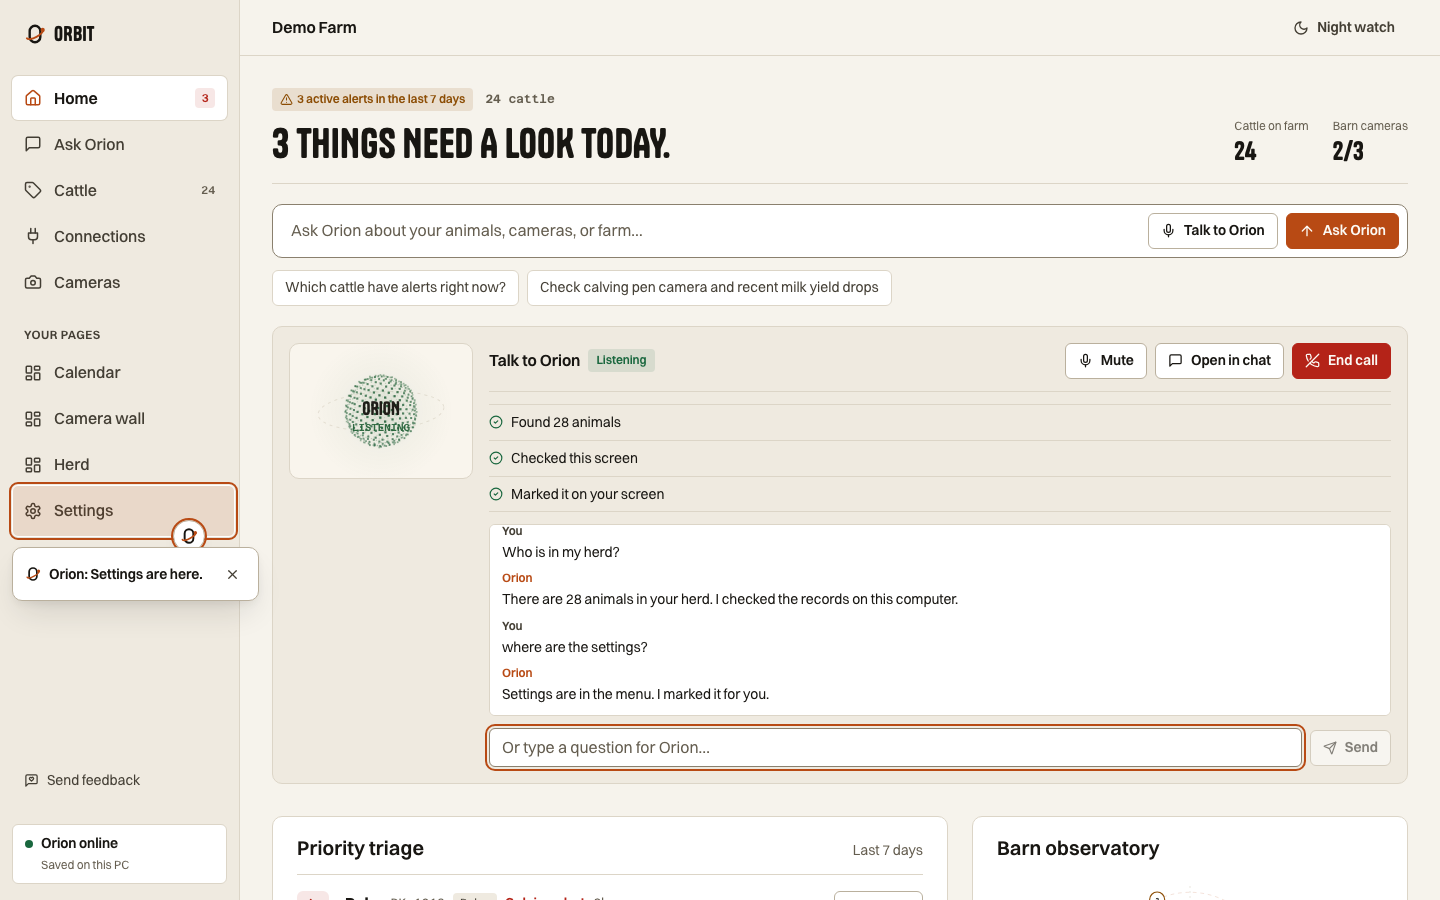 ORBIT
Home 3
Ask Orion
Cattle 24
Connections
Cameras
YOUR PAGES
Calendar
Camera wall
Herd
Settings
Orion: Settings are here.
Send feedback
Orion online
Saved on this PC
Demo Farm
Night watch
3 active alerts in the last 7 days 24 cattle
3 THINGS NEED A LOOK TODAY.
Cattle on farm
24
Barn cameras
2/3
Ask Orion about your animals, cameras, or farm...
Talk to Orion
Ask Orion
Which cattle have alerts right now?
Check calving pen camera and recent milk yield drops
ORION
LISTENING
Talk to Orion Listening
Mute
Open in chat
End call
Found 28 animals
Checked this screen
Marked it on your screen
You
Who is in my herd?
Orion
There are 28 animals in your herd. I checked the records on this computer.
You
where are the settings?
Orion
Settings are in the menu. I marked it for you.
Or type a question for Orion...
Send
Priority triage
Last 7 days
Barn observatory